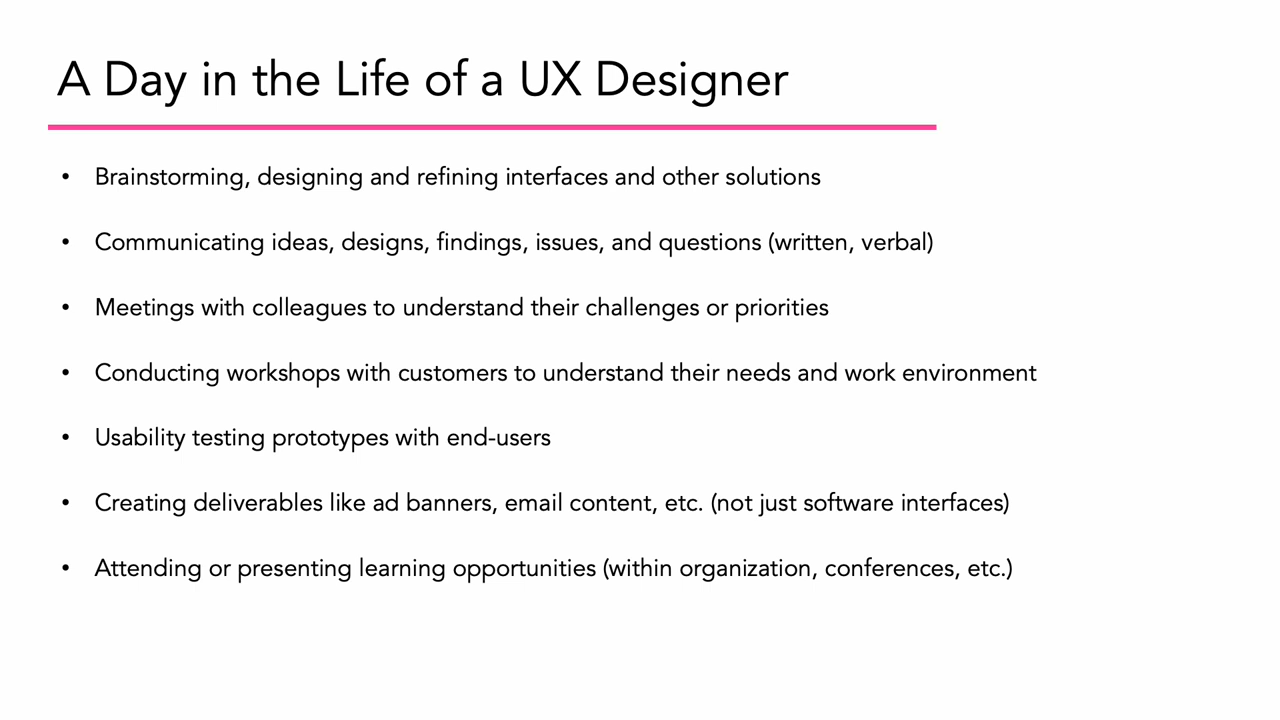 A Day in the Life of a UX Designer
• Brainstorming, designing and refining interfaces and other solutions
• Communicating ideas, designs, findings, issues, and questions (written, verbal)
• Meetings with colleagues to understand their challenges or priorities
• Conducting workshops with customers to understand their needs and work environment
• Usability testing prototypes with end-users
• Creating deliverables like ad banners, email content, etc. (not just software interfaces)
• Attending or presenting learning opportunities (within organization, conferences, etc.)